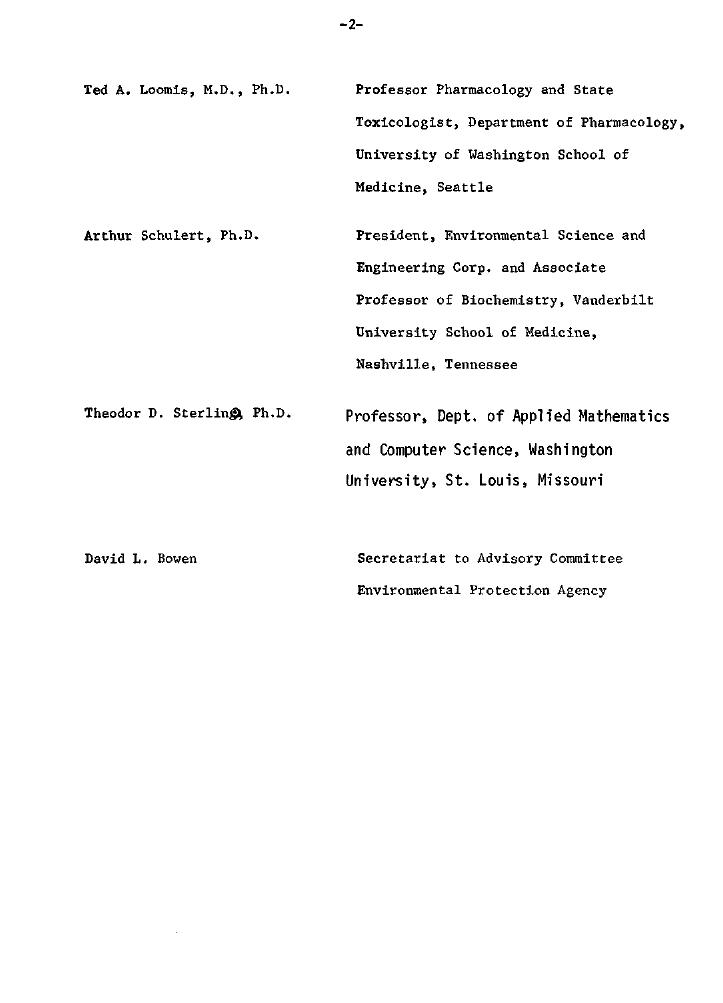 -2-
Ted A. Loomis, M.D., Ph.D. Professor Pharmacology and State
Toxicologist, Department of Pharmacology,
University of Washington School of
Medicine, Seattle
Arthur Schulert, Ph.D. President, Environmental Science and
Engineering Corp. and Associate
Professor of Biochemistry, Vanderbilt
University School of Medicine,
Nashville, Tennessee
Theodor D. Sterling, Ph.D. Professor, Dept. of Applied Mathematics
and Computer Science, Washington
University, St. Louis, Missouri
David L. Bowen Secretariat to Advisory Committee
Environmental Protection Agency